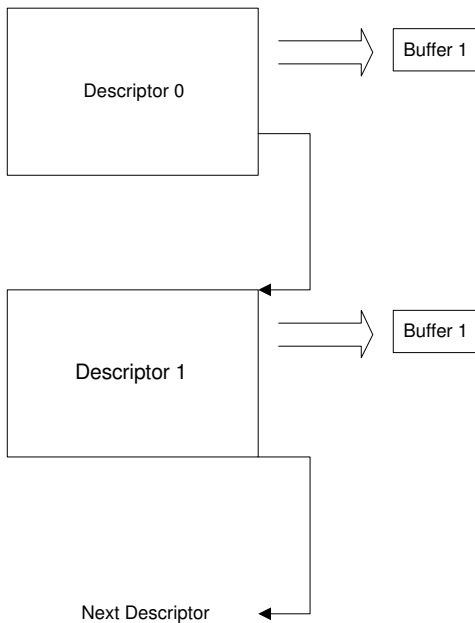 Descriptor 0
Buffer 1
Descriptor 1
Buffer 1
Next Descriptor